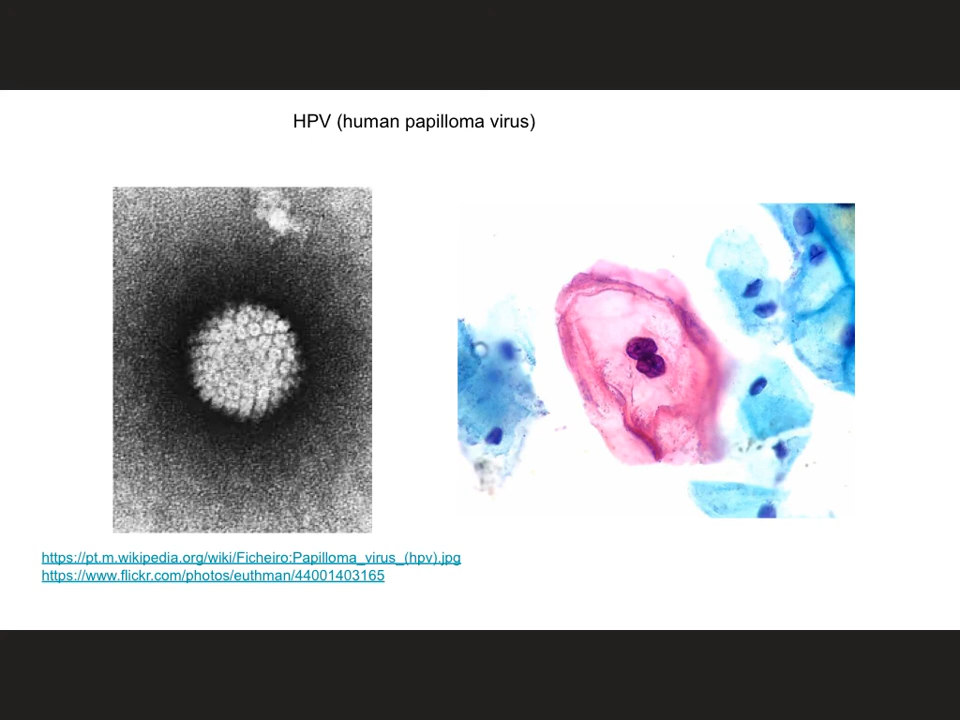 HPV (human papilloma virus)
https://pt.m.wikipedia.org/wiki/Ficheiro:Papilloma_virus_(hpv).jpg
https://www.flickr.com/photos/euthman/44001403165